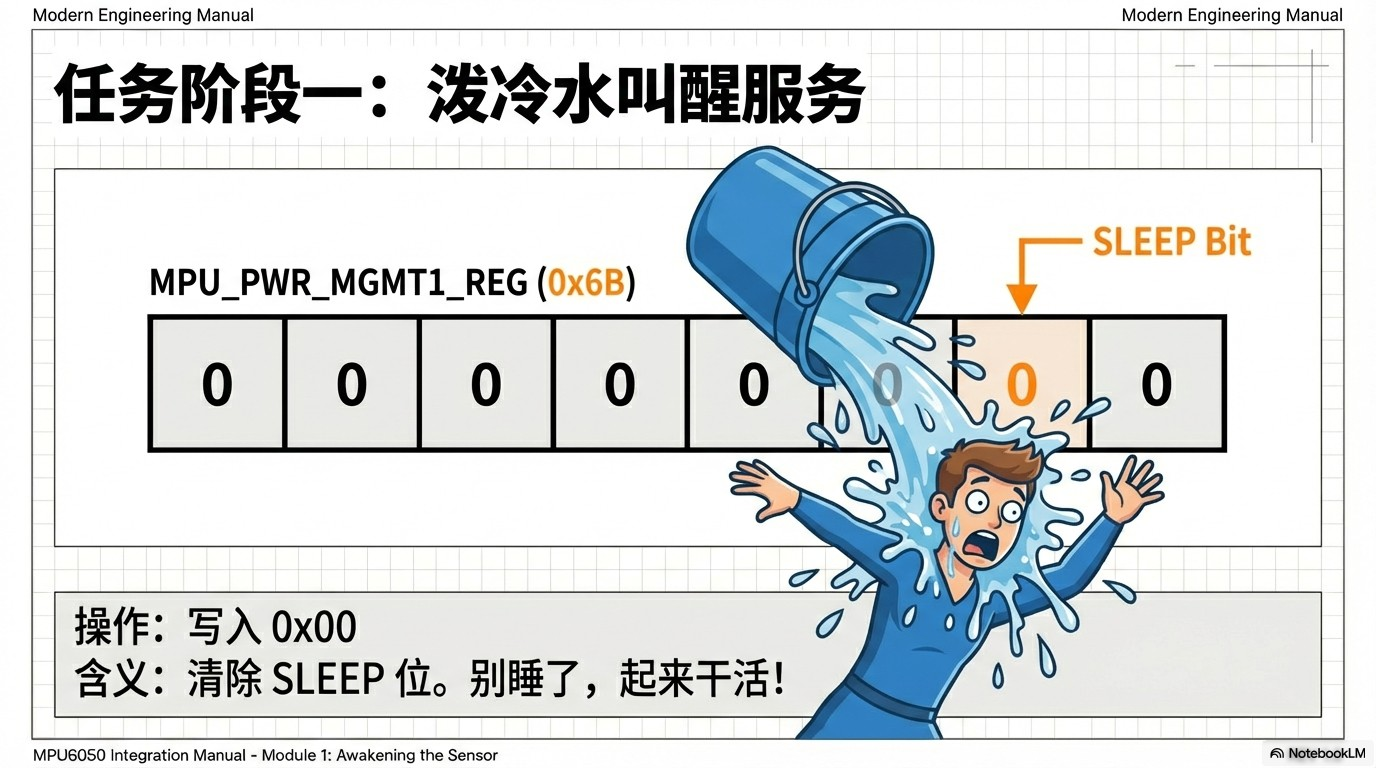 Modern Engineering Manual
Modern Engineering Manual
任务阶段一：泼冷水叫醒服务
SLEEP Bit
MPU_PWR_MGMT1_REG (0x6B)
0 0 0 0 0 0 0 0
操作：写入 0x00
含义：清除 SLEEP 位。别睡了，起来干活！
MPU6050 Integration Manual - Module 1: Awakening the Sensor
NotebookLM